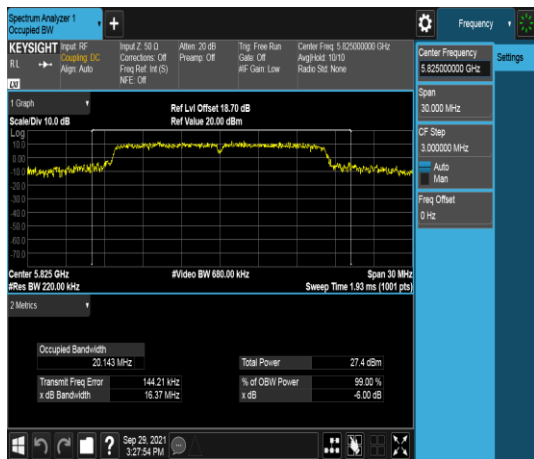 Spectrum Analyzer 1
Occupied BW
+
Frequency
KEYSIGHT
RL
Input: RF
Coupling: DC
Align: Auto
Input Z: 50 Ω
Corrections: Off
Freq Ref: Int (S)
NFE: Off
Atten: 20 dB
Preamp: Off
Trig: Free Run
Gate: Off
#IF Gain: Low
Center Freq: 5.825000000 GHz
Avg|Hold: 10/10
Radio Std: None
LXI
Center Frequency
5.825000000 GHz
Settings
Span
30.000 MHz
CF Step
3.000000 MHz
Auto
Man
Freq Offset
0 Hz
1 Graph
Scale/Div 10.0 dB
Ref Lvl Offset 18.70 dB
Ref Value 20.00 dBm
Log
10.0
0.00
-10.0
-20.0
-30.0
-40.0
-50.0
-60.0
-70.0
Center 5.825 GHz
#Video BW 680.00 kHz
Span 30 MHz
#Res BW 220.00 kHz
Sweep Time 1.93 ms (1001 pts)
2 Metrics
Occupied Bandwidth
20.143 MHz
Total Power 27.4 dBm
Transmit Freq Error 144.21 kHz
% of OBW Power 99.00 %
x dB Bandwidth 16.37 MHz
x dB -6.00 dB
?
Sep 29, 2021
3:27:54 PM